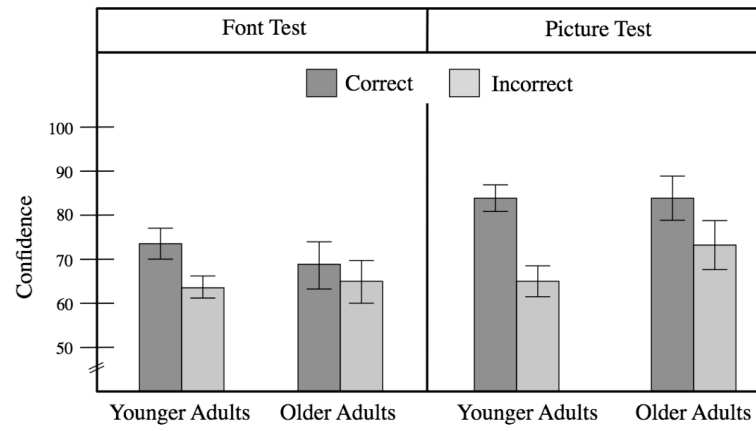 Font Test
Picture Test
Correct
Incorrect
100
90
80
70
60
50
Confidence
Younger Adults
Older Adults
Younger Adults
Older Adults